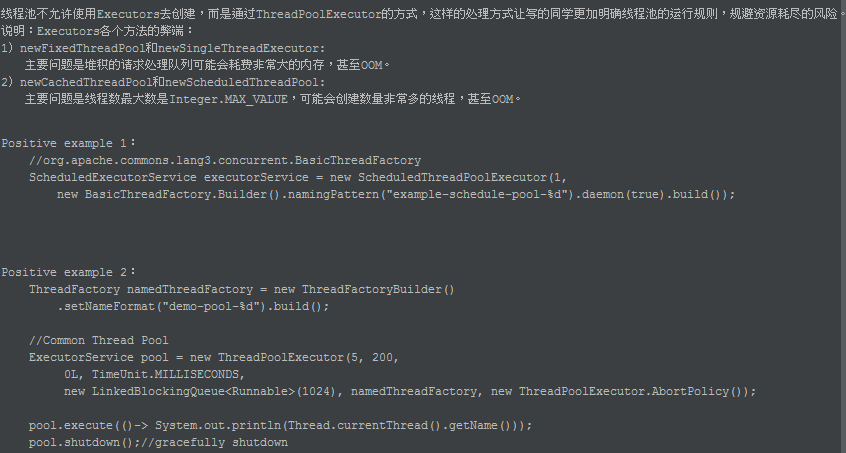 线程池不允许使用Executors去创建，而是通过ThreadPoolExecutor的方式，这样的处理方式让写的同学更加明确线程池的运行规则，规避资源耗尽的风险。
说明：Executors各个方法的弊端：
1）newFixedThreadPool和newSingleThreadExecutor:
主要问题是堆积的请求处理队列可能会耗费非常大的内存，甚至OOM。
2）newCachedThreadPool和newScheduledThreadPool:
主要问题是线程数最大数是Integer.MAX_VALUE，可能会创建数量非常多的线程，甚至OOM。
Positive example 1：
//org.apache.commons.lang3.concurrent.BasicThreadFactory
ScheduledExecutorService executorService = new ScheduledThreadPoolExecutor(1,
new BasicThreadFactory.Builder().namingPattern("example-schedule-pool-%d").daemon(true).build());
Positive example 2：
ThreadFactory namedThreadFactory = new ThreadFactoryBuilder()
.setNameFormat("demo-pool-%d").build();
//Common Thread Pool
ExecutorService pool = new ThreadPoolExecutor(5, 200,
0L, TimeUnit.MILLISECONDS,
new LinkedBlockingQueue<Runnable>(1024), namedThreadFactory, new ThreadPoolExecutor.AbortPolicy());
pool.execute(()-> System.out.println(Thread.currentThread().getName()));
pool.shutdown();//gracefully shutdown